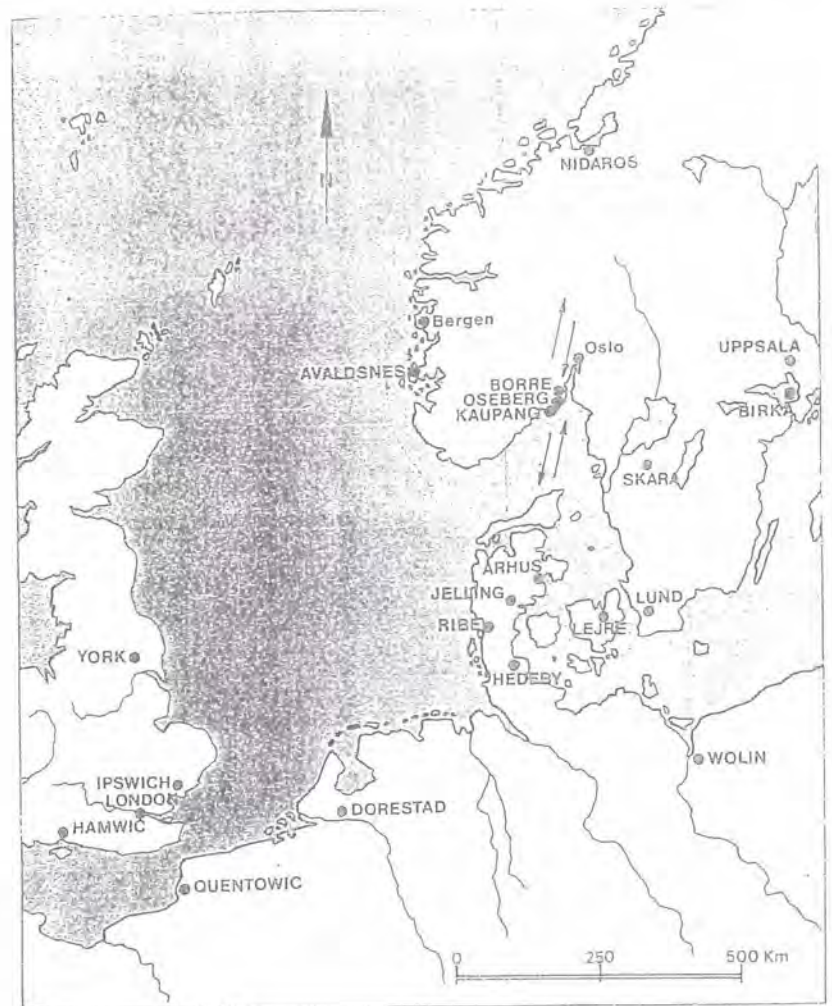 NIDAROS
N
Bergen
Oslo
UPPSALA
AVALDSNES
BORRE
OSEBERG
KAUPANG
BIRKA
SKARA
ARHUS
JELLING
LUND
RIBE
LEJRE
YORK
HEDEBY
WOLIN
IPSWICH
LONDON
DORESTAD
HAMWIC
QUENTOWIC
0 250 500 Km